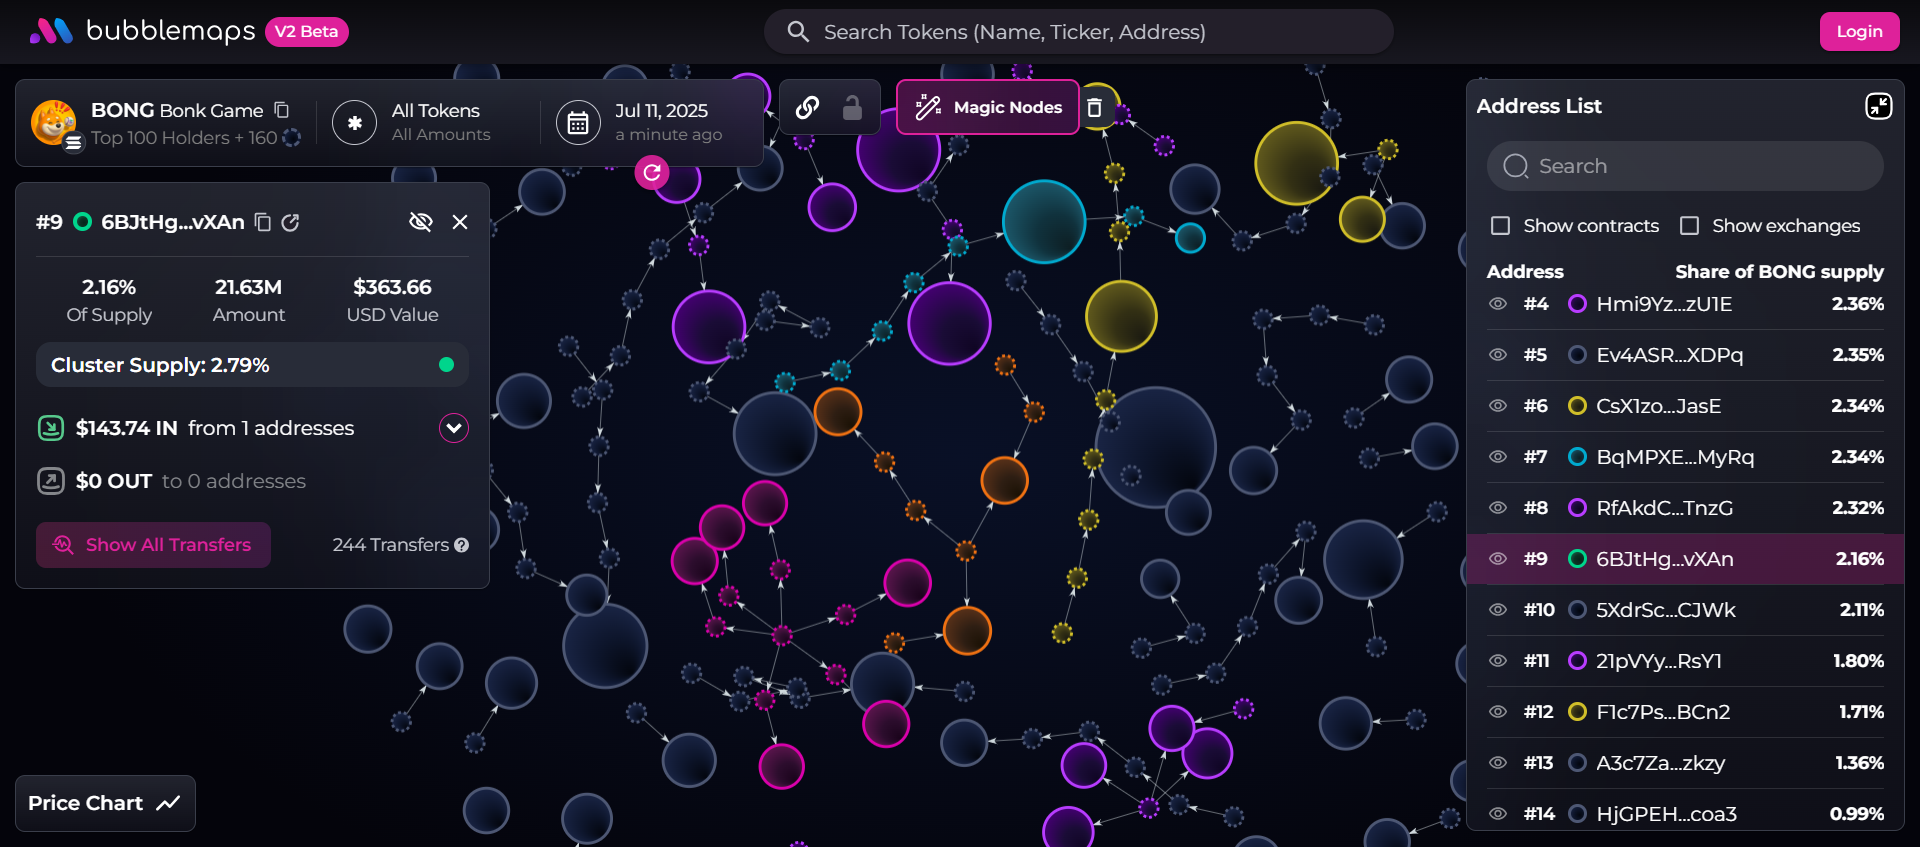 bubblemaps V2 Beta
Search Tokens (Name, Ticker, Address)
Login
BONG Bonk Game
Top 100 Holders + 160
All Tokens
All Amounts
Jul 11, 2025
a minute ago
Magic Nodes
#9 6BJtHg...vXAn
2.16% 21.63M $363.66
Of Supply Amount USD Value
Cluster Supply: 2.79%
$143.74 IN from 1 addresses
$0 OUT to 0 addresses
Show All Transfers 244 Transfers ?
Price Chart
Address List
Search
Show contracts Show exchanges
Address Share of BONG supply
#4 Hmi9Yz...zU1E 2.36%
#5 Ev4ASR...XDPq 2.35%
#6 CsX1zo...JasE 2.34%
#7 BqMPXE...MyRq 2.34%
#8 RfAkdC...TnzG 2.32%
#9 6BJtHg...vXAn 2.16%
#10 5XdrSc...CJWk 2.11%
#11 21pVYy...RsY1 1.80%
#12 F1c7Ps...BCn2 1.71%
#13 A3c7Za...zkzy 1.36%
#14 HjGPEH...coa3 0.99%